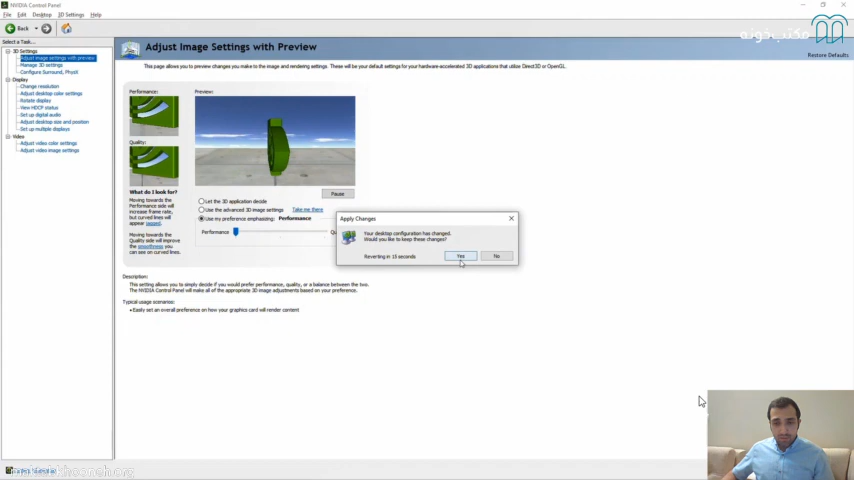 NVIDIA Control Panel
File Edit Desktop 3D Settings Help
Back
مکتب‌خونه
Select a Task...
3D Settings
Adjust image settings with preview
Manage 3D settings
Configure Surround, PhysX
Display
Change resolution
Adjust desktop color settings
Rotate display
View HDCP status
Set up digital audio
Adjust desktop size and position
Set up multiple displays
Video
Adjust video color settings
Adjust video image settings
Adjust Image Settings with Preview
Restore Defaults
This page allows you to preview changes you make to the image and rendering settings. These will be your default settings for your hardware-accelerated 3D applications that utilize Direct3D or OpenGL.
Performance:
Quality:
What do I look for?
Moving towards the
Performance side will
increase frame rate,
but curved lines will
appear jagged.
Moving towards the
Quality side will improve
the smoothness you
can see on curved lines.
Preview:
Pause
Let the 3D application decide
Use the advanced 3D image settings Take me there
Use my preference emphasizing: Performance
Performance
Apply Changes
Your desktop configuration has changed.
Would you like to keep these changes?
Reverting in 15 seconds
Yes
No
Description:
This setting allows you to simply decide if you would prefer performance, quality, or a balance between the two.
The NVIDIA Control Panel will make all of the appropriate 3D image adjustments based on your preference.
Typical usage scenarios:
• Easily set an overall preference on how your graphics card will render content
maktabkhooneh.org